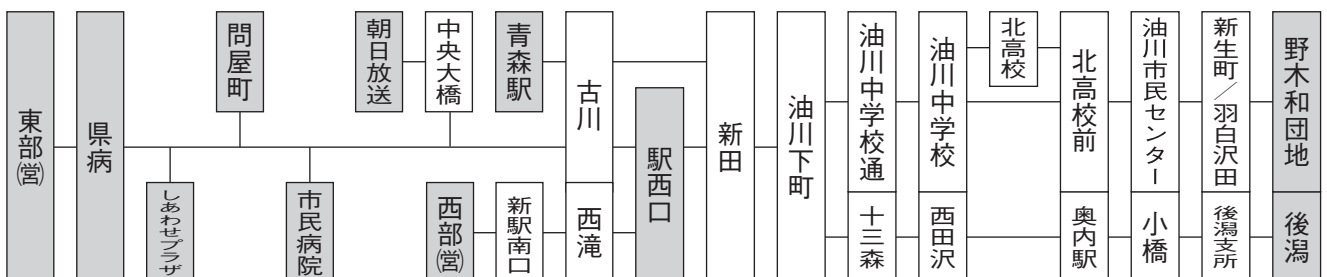 東部㈺
県病
問屋町
しあわせプラザ
市民病院
朝日放送
中央大橋
西部㈺
新駅南口
青森駅
古川
西滝
駅西口
新田
油川下町
油川中学校通
十三森
油川中学校
西田沢
北高校
北高校前
奥内駅
油川市民センター
小橋
新生町／羽白沢田
後潟支所
野木和団地
後潟